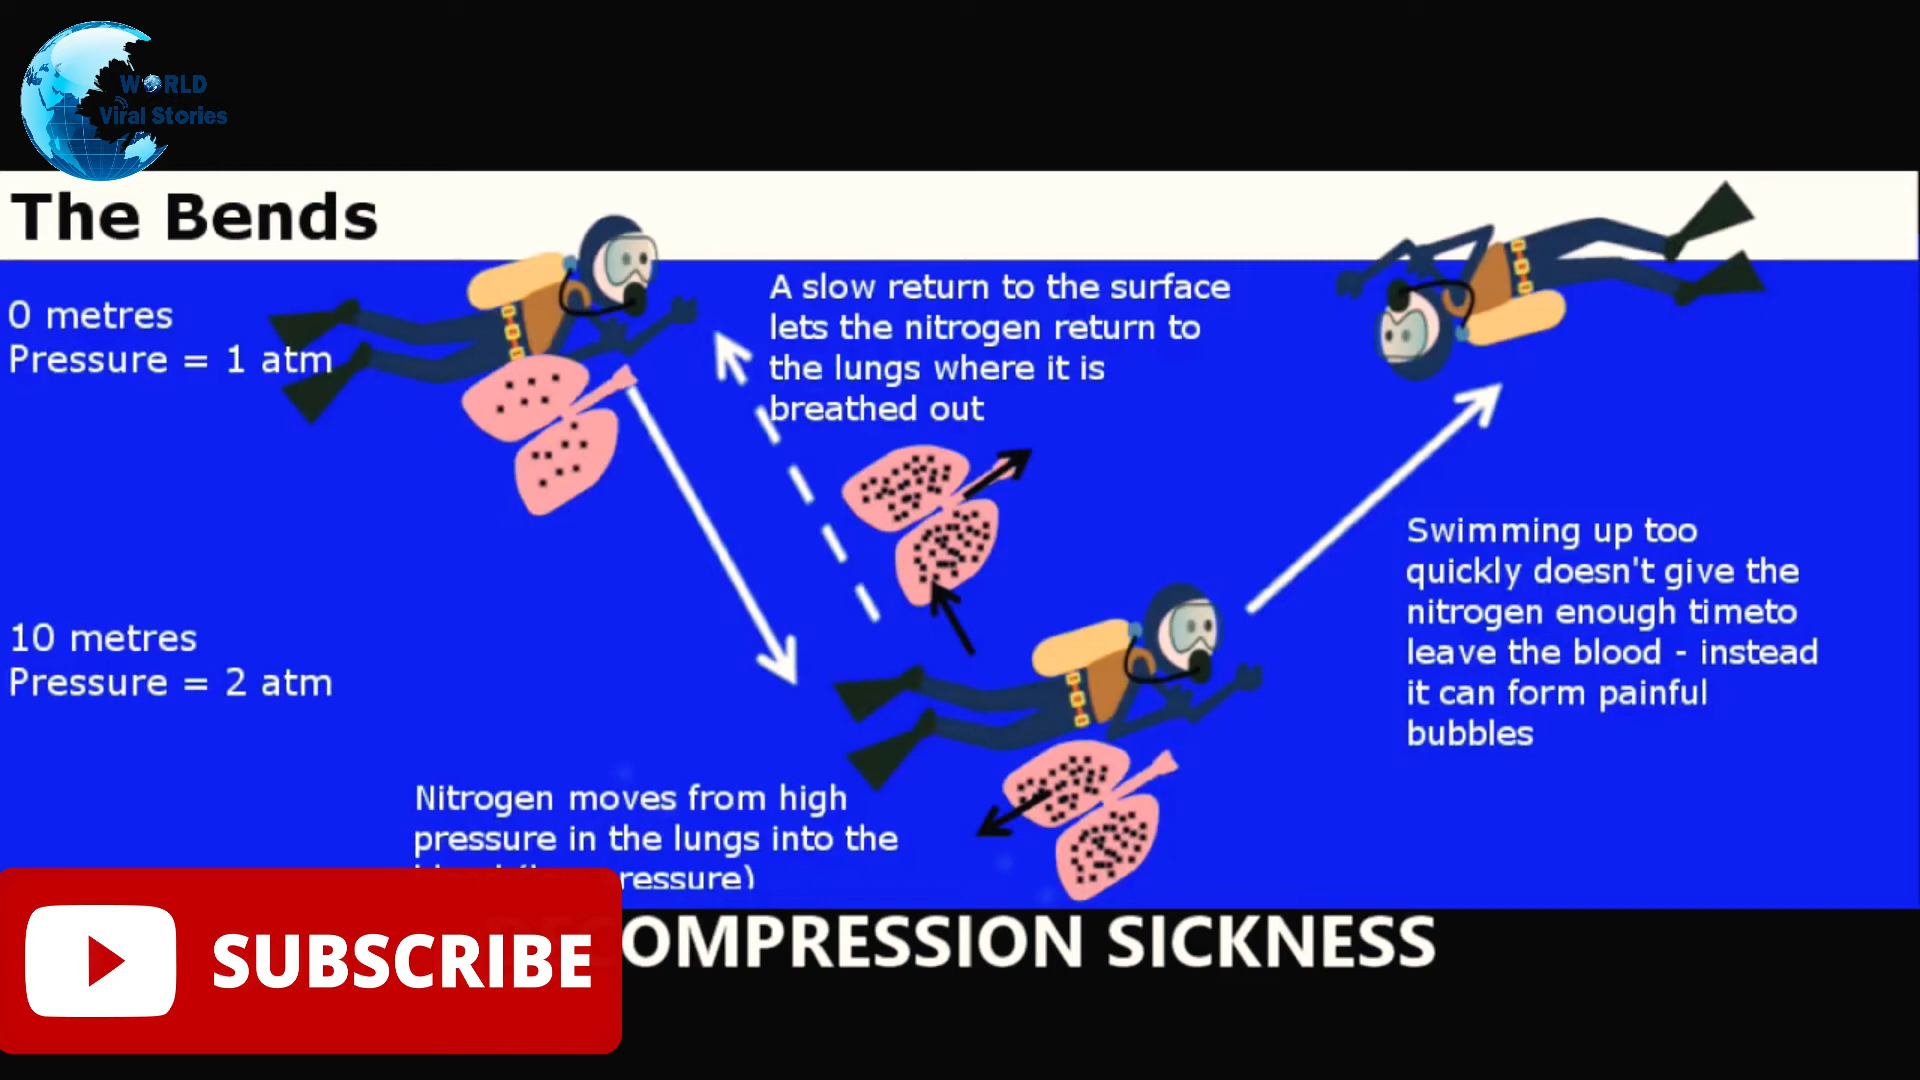 WORLD
Viral Stories
The Bends
0 metres
Pressure = 1 atm
A slow return to the surface
lets the nitrogen return to
the lungs where it is
breathed out
Swimming up too
quickly doesn't give the
nitrogen enough timeto
leave the blood - instead
it can form painful
bubbles
10 metres
Pressure = 2 atm
Nitrogen moves from high
pressure in the lungs into the
SUBSCRIBE
SICKNESS